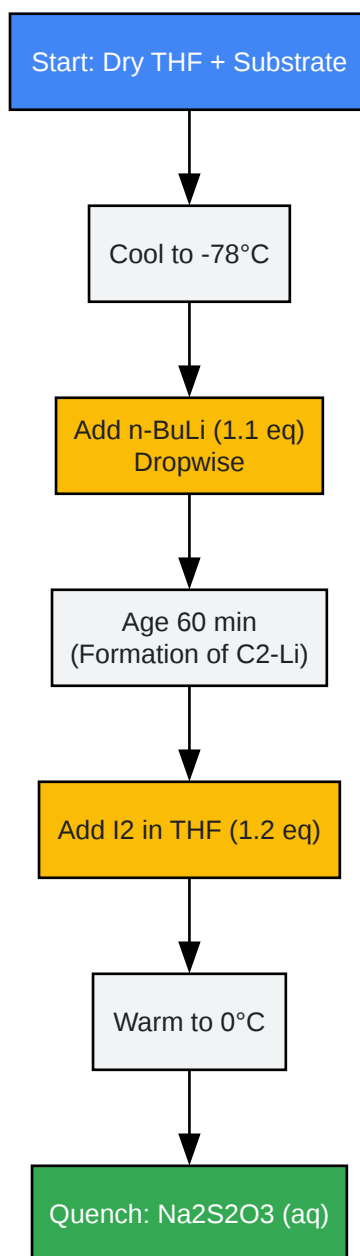 Start: Dry THF + Substrate
Cool to -78°C
Add n-BuLi (1.1 eq)
Dropwise
Age 60 min
(Formation of C2-Li)
Add I2 in THF (1.2 eq)
Warm to 0°C
Quench: Na2S2O3 (aq)